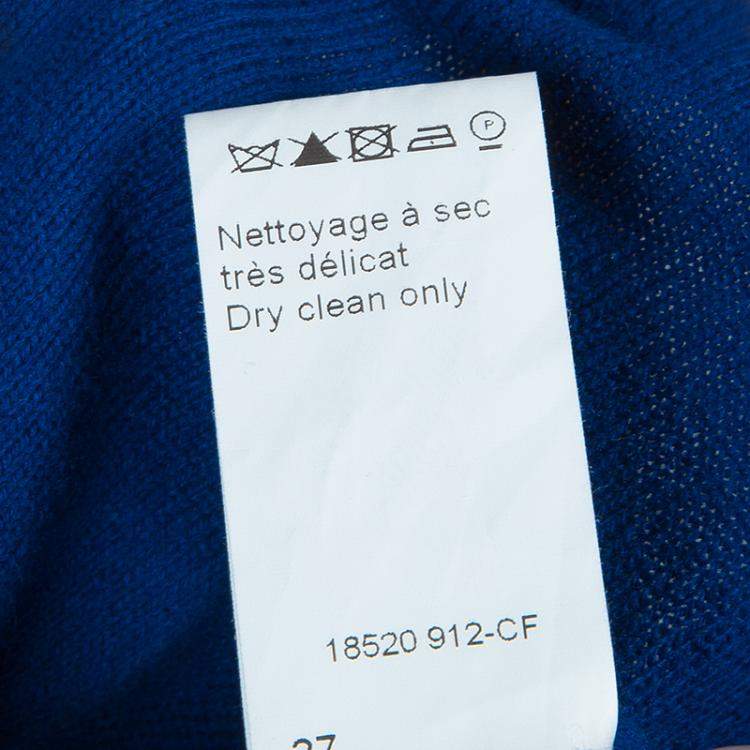 P
Nettoyage à sec
très délicat
Dry clean only
18520 912-CF